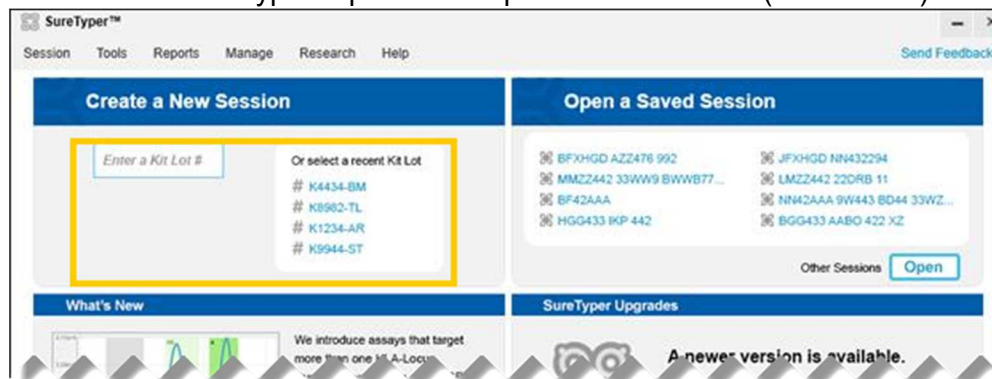 SureTyper™
Session Tools Reports Manage Research Help Send Feedback
Create a New Session
Enter a Kit Lot #
Or select a recent Kit Lot
# K4434-BM
# K8982-TL
# K1234-AR
# K9944-ST
Open a Saved Session
BFXHGD AZZ476 992
MMZZ442 33WW9 BWWB77...
BF42AAA
HGG433 IKP 442
JFXHGD NN432294
LMZZ442 22DRB 11
NN42AAA 9W443 BD44 33WZ...
BGG433 AABO 422 XZ
Other Sessions Open
What's New
We introduce assays that target
more than one
SureTyper Upgrades
A newer version is available.